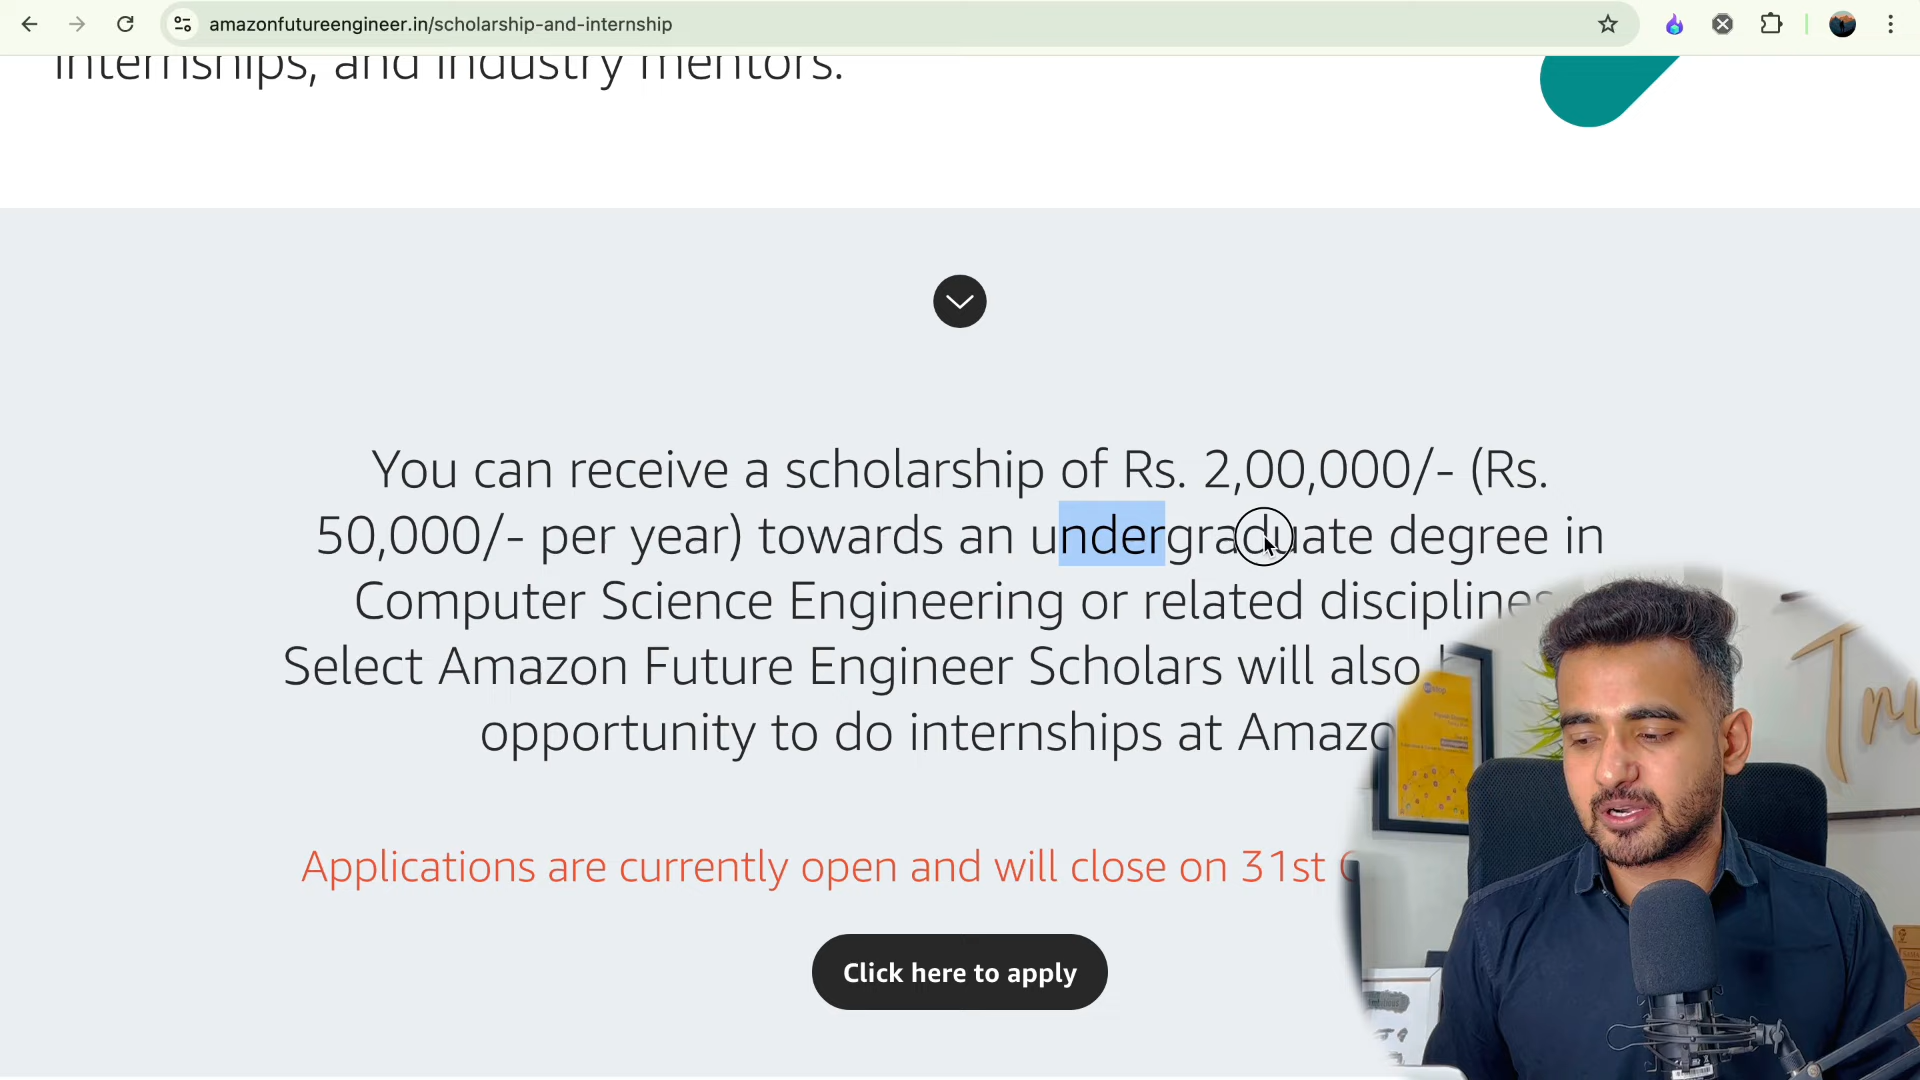 amazonfutureengineer.in/scholarship-and-internship
internships, and industry mentors.
You can receive a scholarship of Rs. 2,00,000/- (Rs.
50,000/- per year) towards an undergraduate degree in
Computer Science Engineering or related disciplines
Select Amazon Future Engineer Scholars will also
opportunity to do internships at Amazo
Applications are currently open and will close on 31st
Click here to apply